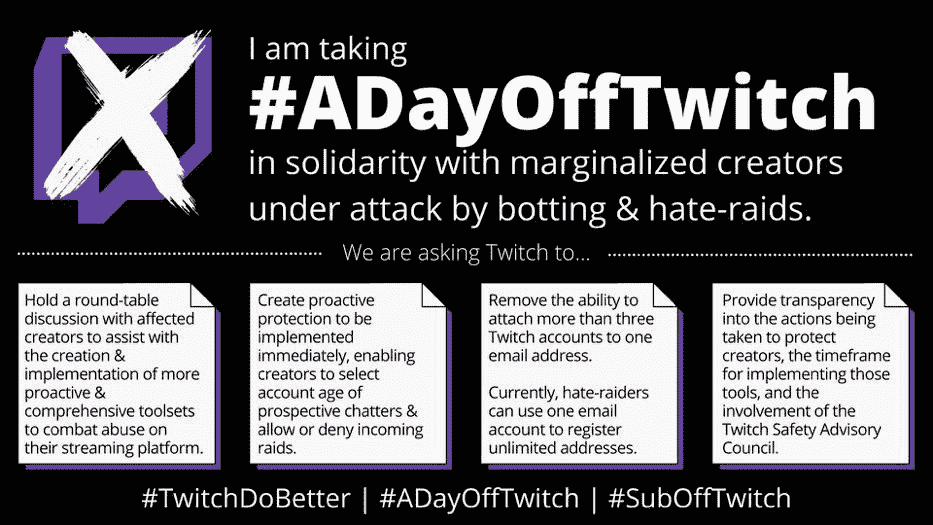 I am taking
#ADayOffTwitch
in solidarity with marginalized creators
under attack by botting & hate-raids.
We are asking Twitch to...
Hold a round-table
discussion with affected
creators to assist with
the creation &
implementation of more
proactive &
comprehensive toolsets
to combat abuse on
their streaming platform.
Create proactive
protection to be
implemented
immediately, enabling
creators to select
account age of
prospective chatters &
allow or deny incoming
raids.
Remove the ability to
attach more than three
Twitch accounts to one
email address.
Currently, hate-raiders
can use one email
account to register
unlimited addresses.
Provide transparency
into the actions being
taken to protect
creators, the timeframe
for implementing those
tools, and the
involvement of the
Twitch Safety Advisory
Council.
#TwitchDoBetter | #ADayOffTwitch | #SubOffTwitch